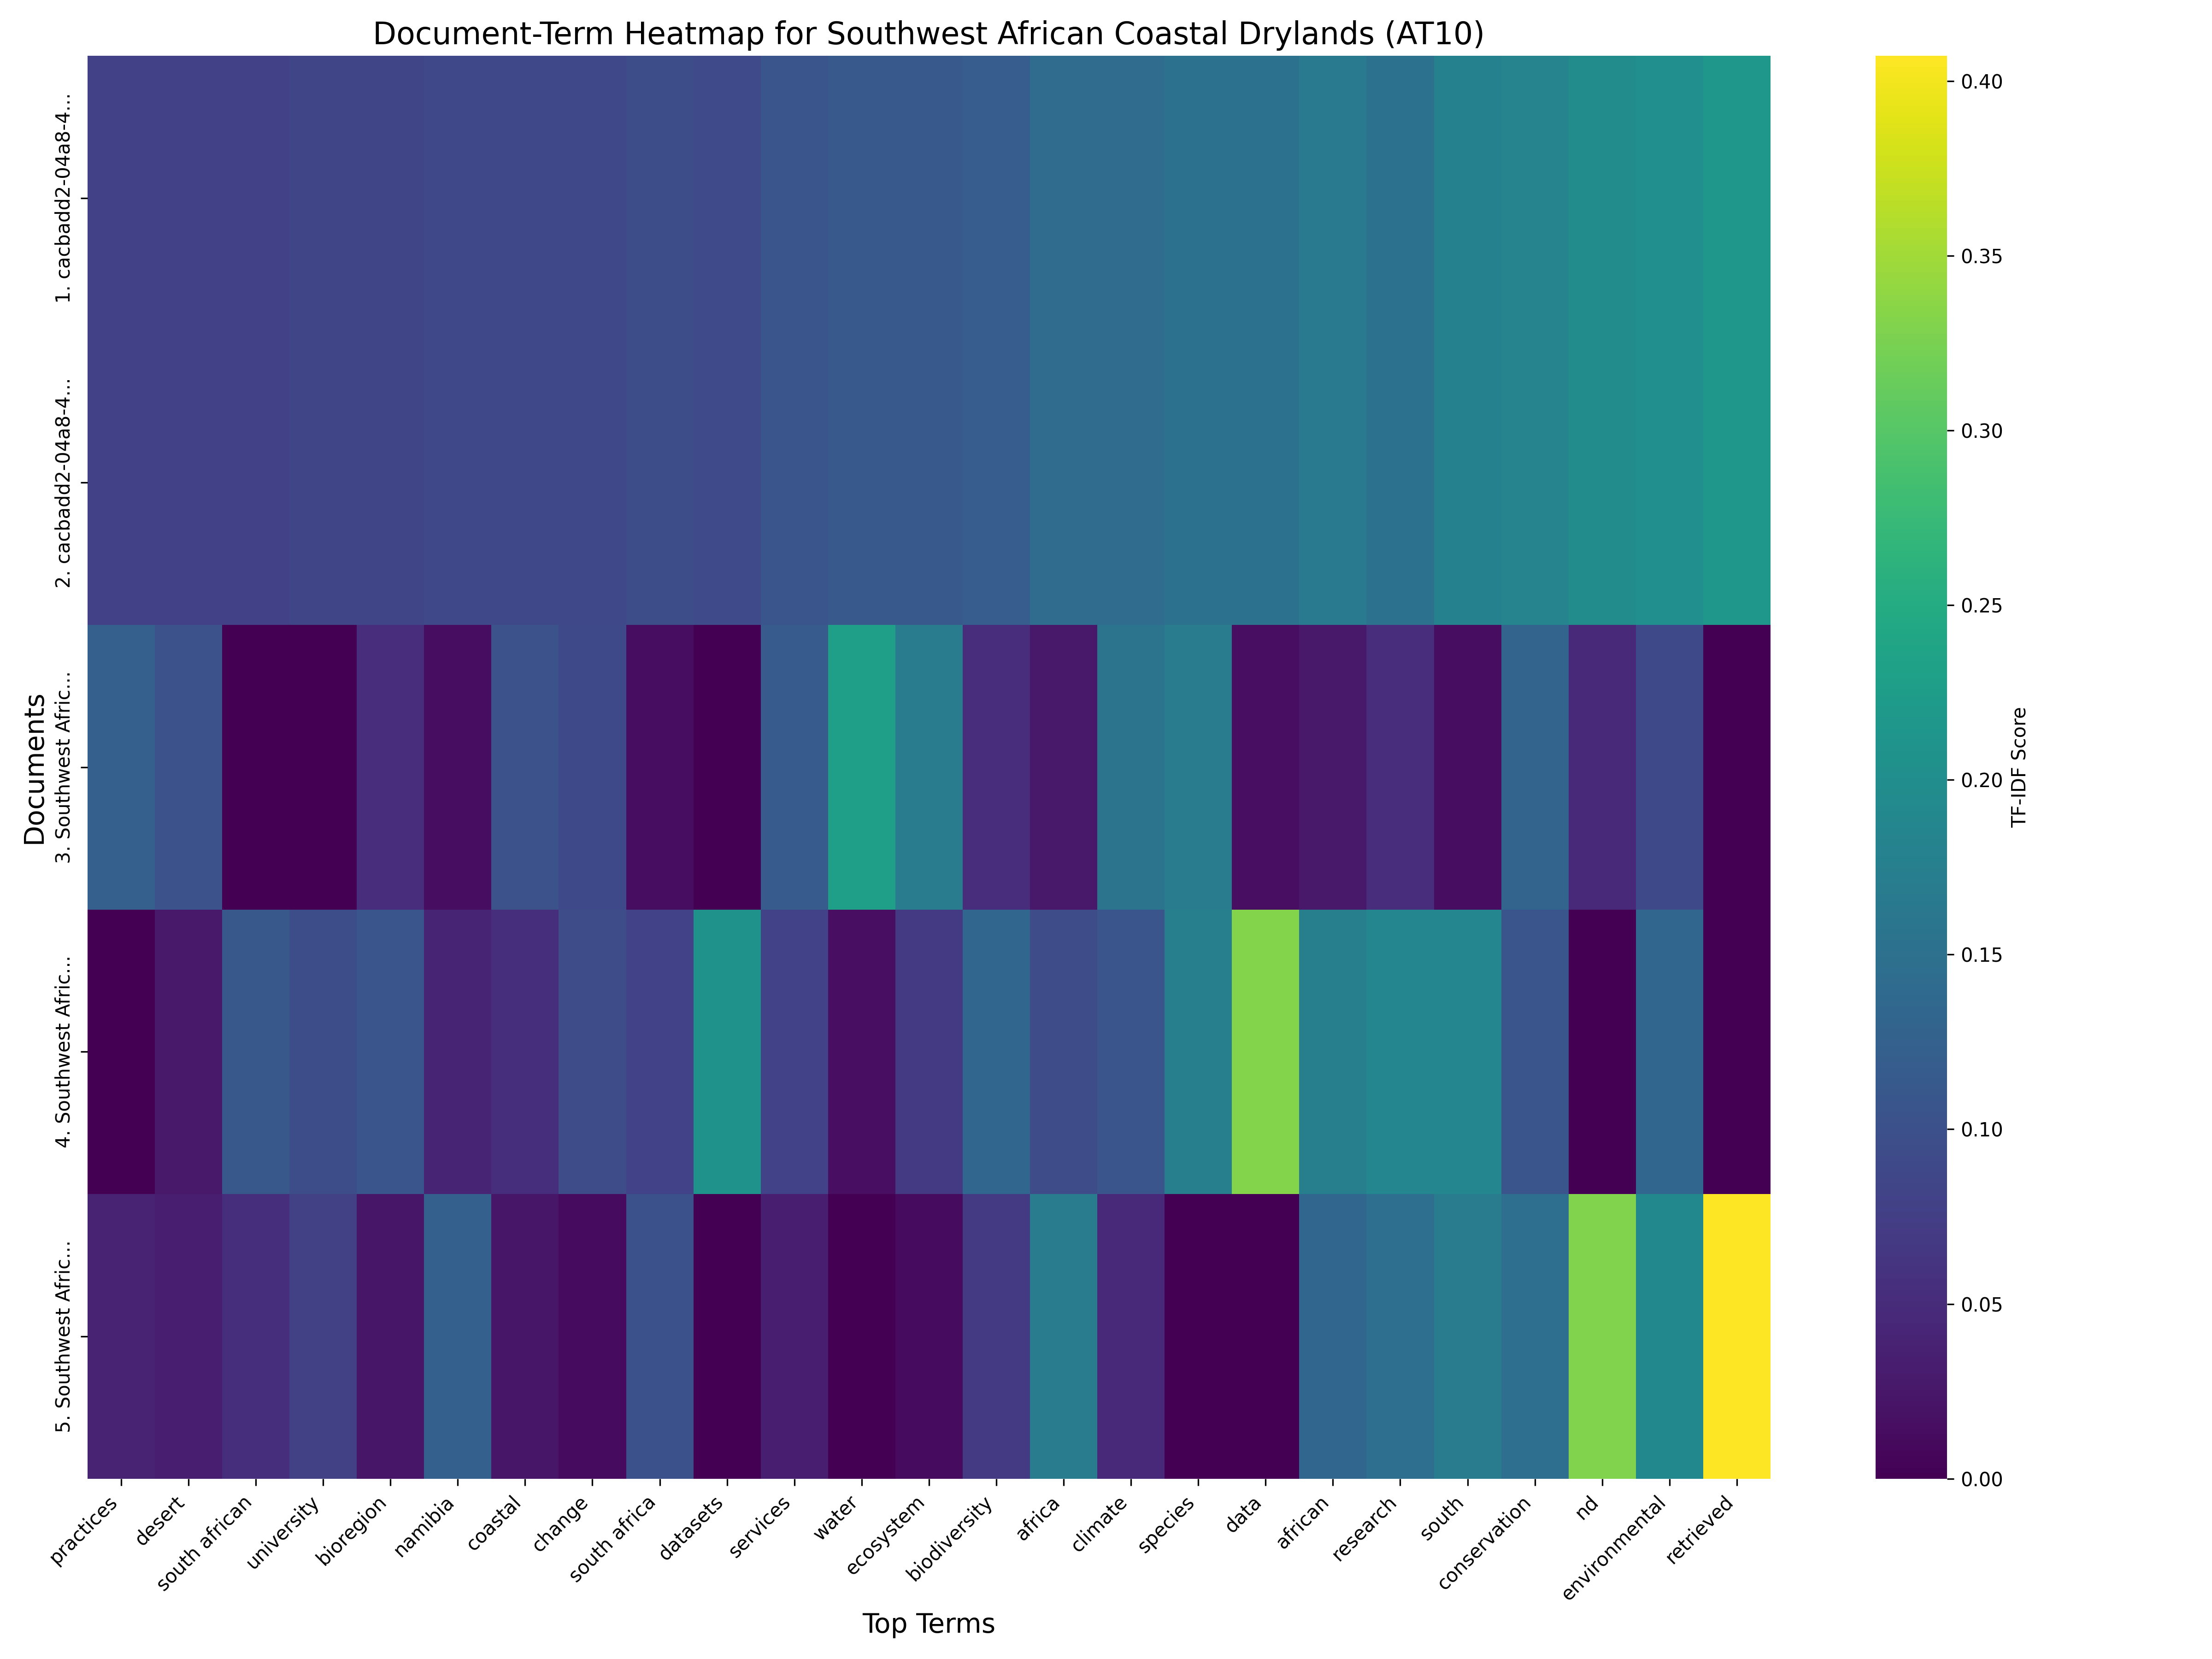 Document-Term Heatmap for Southwest African Coastal Drylands (AT10)
Documents
1. cacbadd2-04a8-4...
2. cacbadd2-04a8-4...
3. Southwest Afric...
4. Southwest Afric...
5. Southwest Afric...
practices
desert
south african
university
bioregion
namibia
coastal
change
south africa
datasets
services
water
ecosystem
biodiversity
africa
climate
species
data
african
research
south
conservation
nd
environmental
retrieved
Top Terms
0.40
0.35
0.30
0.25
0.20
0.15
0.10
0.05
0.00
TF-IDF Score